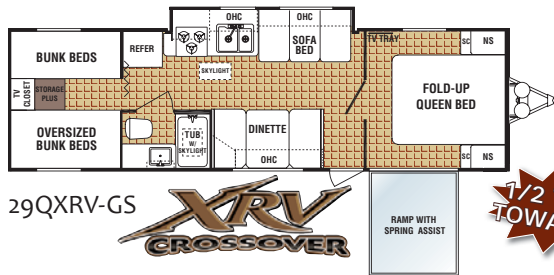 OHC
OHC
BUNK BEDS
REFER
SOFA
BED
TV TRAY
SC
NS
SKYLIGHT
TV
CLOSET
STORAGE
PLUS
FOLD-UP
QUEEN BED
OVERSIZED
BUNK BEDS
TUB
W/
SKYLIGHT
DINETTE
OHC
SC
NS
29QXRV-GS
XRV
CROSSOVER
RAMP WITH
SPRING ASSIST
1/2